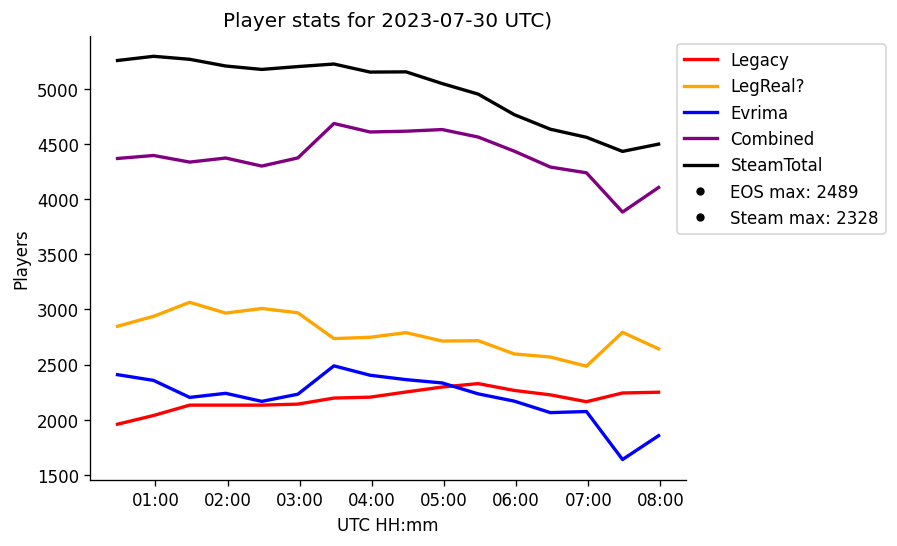 Player stats for 2023-07-30 UTC)
Legacy
LegReal?
Evrima
Combined
SteamTotal
EOS max: 2489
Steam max: 2328
Players
5000
4500
4000
3500
3000
2500
2000
1500
01:00 02:00 03:00 04:00 05:00 06:00 07:00 08:00
UTC HH:mm